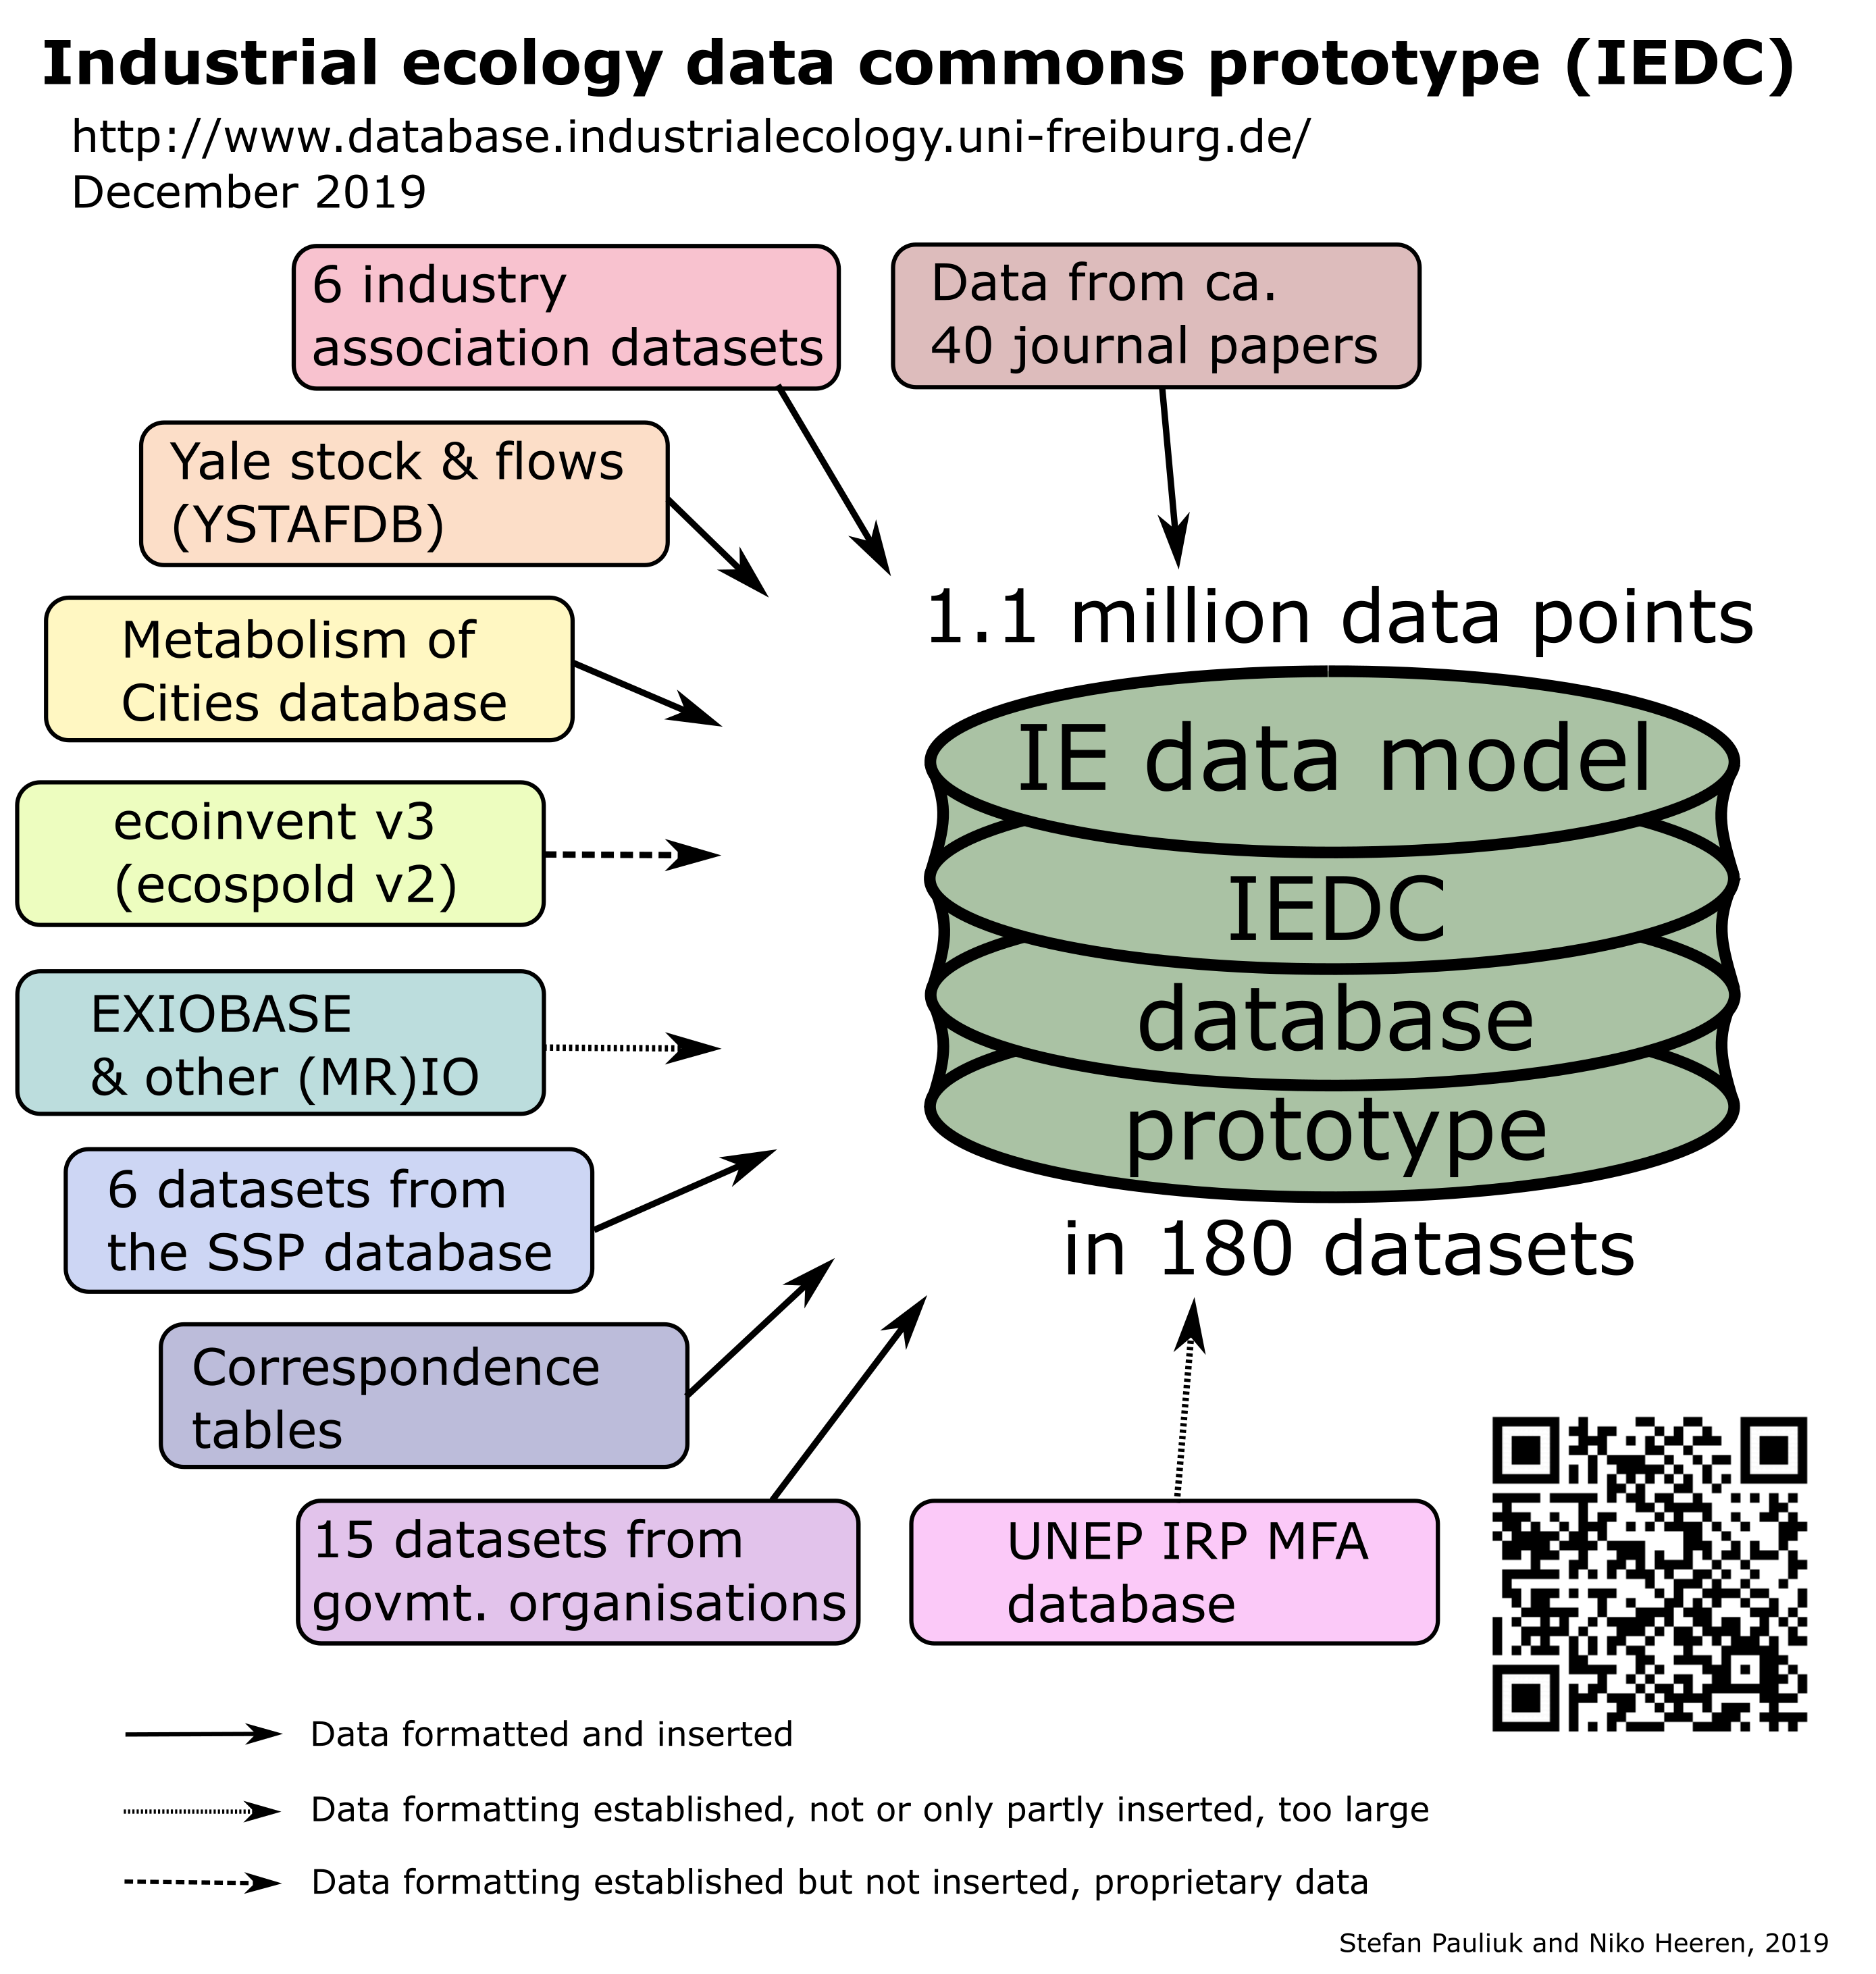 Industrial ecology data commons prototype (IEDC)
http://www.database.industrialecology.uni-freiburg.de/
December 2019
6 industry
association datasets
Data from ca.
40 journal papers
Yale stock & flows
(YSTAFDB)
Metabolism of
Cities database
ecoinvent v3
(ecospold v2)
EXIOBASE
& other (MR)IO
6 datasets from
the SSP database
Correspondence
tables
15 datasets from
govmt. organisations
UNEP IRP MFA
database
1.1 million data points
IE data model
IEDC
database
prototype
in 180 datasets
Data formatted and inserted
Data formatting established, not or only partly inserted, too large
Data formatting established but not inserted, proprietary data
Stefan Pauliuk and Niko Heeren, 2019